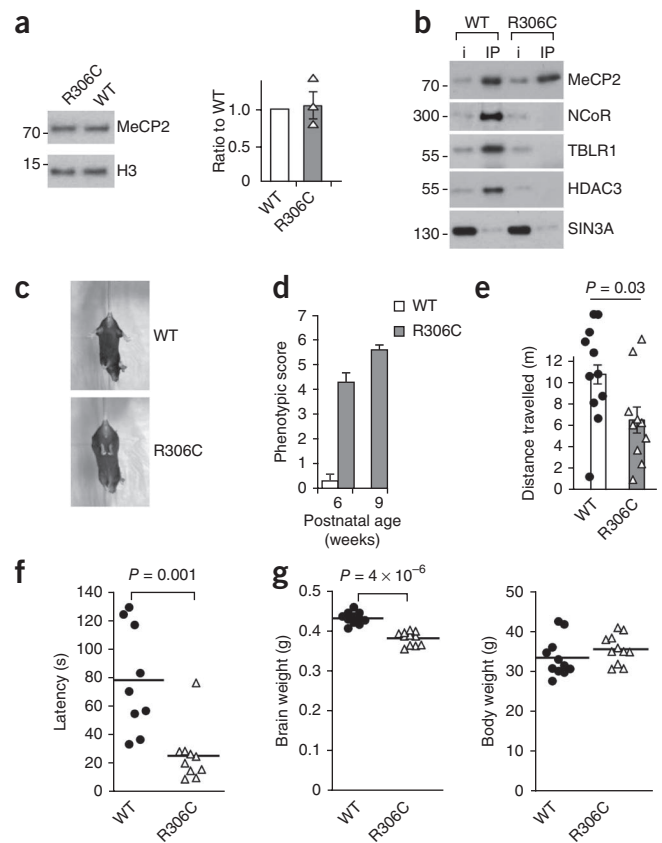 a
R306C
WT
70
MeCP2
15
H3
Ratio to WT
1.0
0.5
0
WT
R306C
b
WT R306C
i IP i IP
70 MeCP2
300 NCoR
55 TBLR1
55 HDAC3
130 SIN3A
c
WT
R306C
d
WT
R306C
Phenotypic score
7
6
5
4
3
2
1
0
6 9
Postnatal age
(weeks)
e
P = 0.03
Distance travelled (m)
12
10
8
6
4
2
0
WT
R306C
f
P = 0.001
Latency (s)
140
120
100
80
60
40
20
0
WT
R306C
g
P = 4 × 10⁻⁶
Brain weight (g)
0.5
0.4
0.3
0.2
0.1
0
WT
R306C
Body weight (g)
50
40
30
20
10
0
WT
R306C